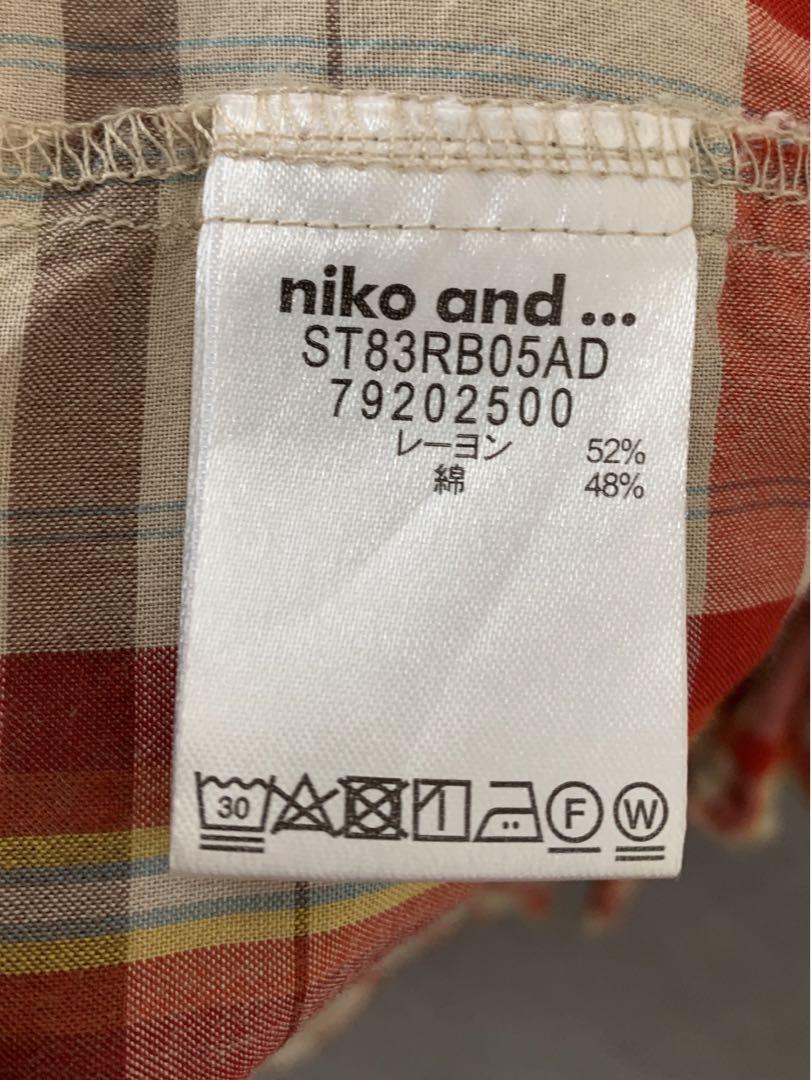 niko and ...
ST83RB05AD
79202500
レーヨン 52%
綿 48%
30 F W